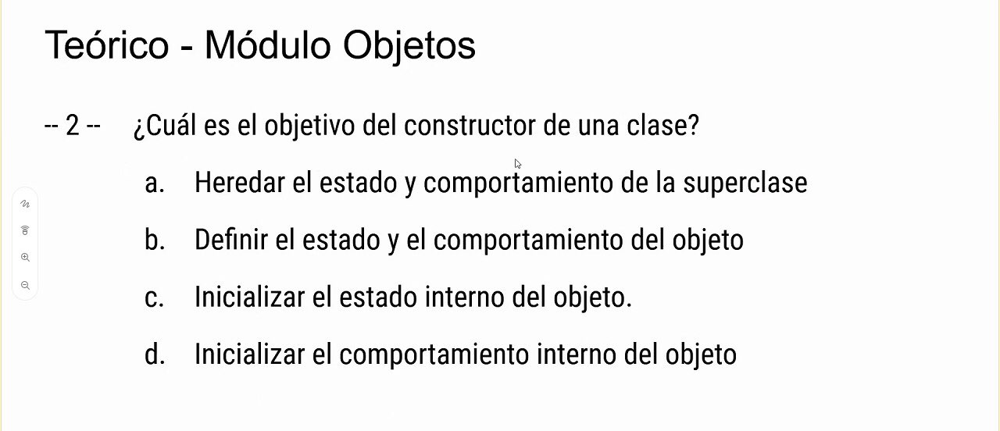 Teórico - Módulo Objetos
-- 2 -- ¿Cuál es el objetivo del constructor de una clase?
a. Heredar el estado y comportamiento de la superclase
b. Definir el estado y el comportamiento del objeto
c. Inicializar el estado interno del objeto.
d. Inicializar el comportamiento interno del objeto